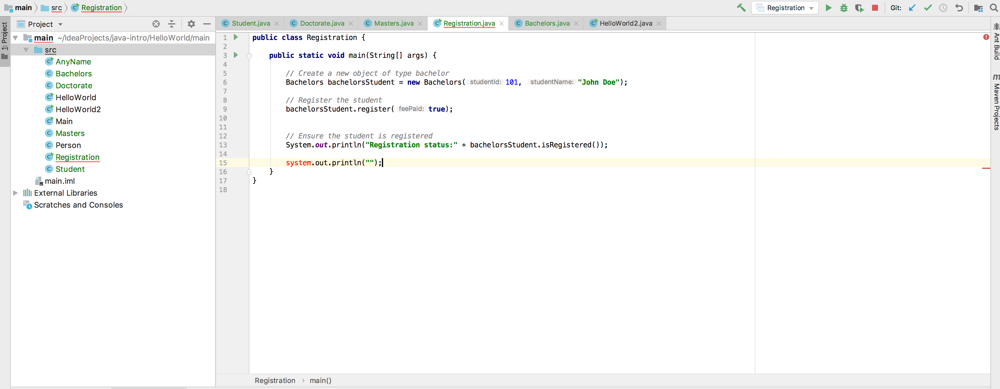 main src Registration
Registration Git:
1: Project
Project
main ~/IdeaProjects/java-intro/HelloWorld/main
src
AnyName
Bachelors
Doctorate
HelloWorld
HelloWorld2
Main
Masters
Person
Registration
Student
main.iml
External Libraries
Scratches and Consoles
Student.java Doctorate.java Masters.java Registration.java Bachelors.java HelloWorld2.java
1 public class Registration {
2
3 public static void main(String[] args) {
4
5 // Create a new object of type bachelor
6 Bachelors bachelorsStudent = new Bachelors( studentId: 101, studentName: "John Doe");
7
8 // Register the student
9 bachelorsStudent.register( feePaid: true);
10
11
12 // Ensure the student is registered
13 System.out.println("Registration status:" + bachelorsStudent.isRegistered());
14
15 system.out.println("");
16 }
17 }
18
Registration › main()
Ant Build
m Maven Projects